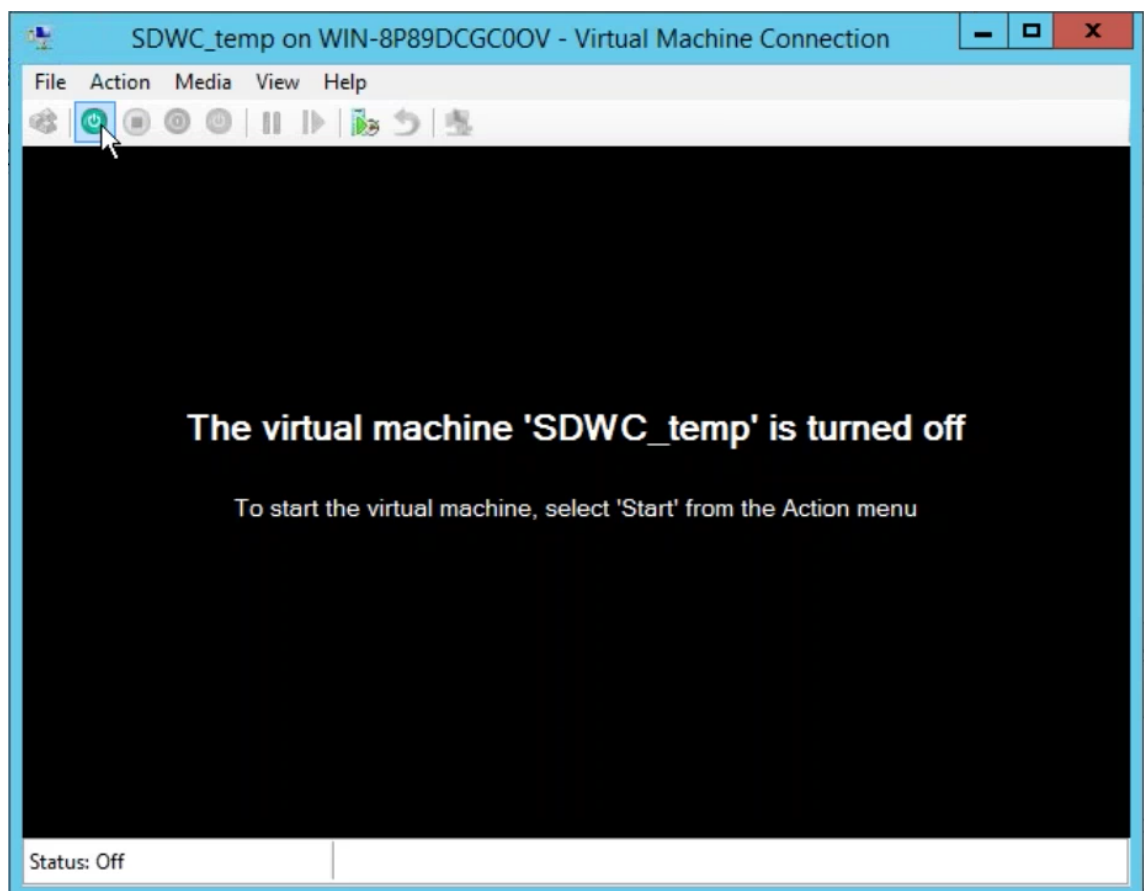 SDWC_temp on WIN-8P89DCGC0OV - Virtual Machine Connection
File Action Media View Help
The virtual machine 'SDWC_temp' is turned off
To start the virtual machine, select 'Start' from the Action menu
Status: Off